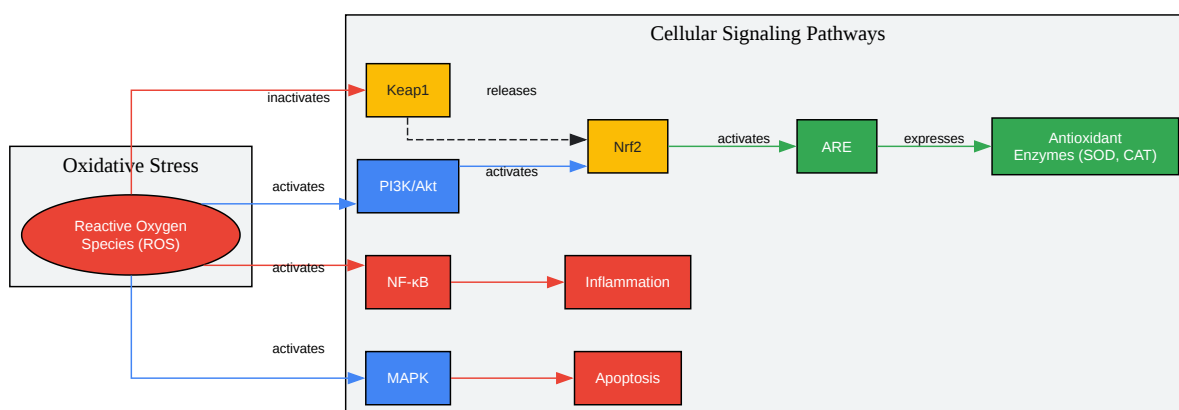 Cellular Signaling Pathways
Keap1
inactivates
releases
Nrf2
activates
ARE
expresses
Antioxidant
Enzymes (SOD, CAT)
Oxidative Stress
activates
PI3K/Akt
activates
Reactive Oxygen
Species (ROS)
activates
NF-κB
Inflammation
activates
MAPK
Apoptosis